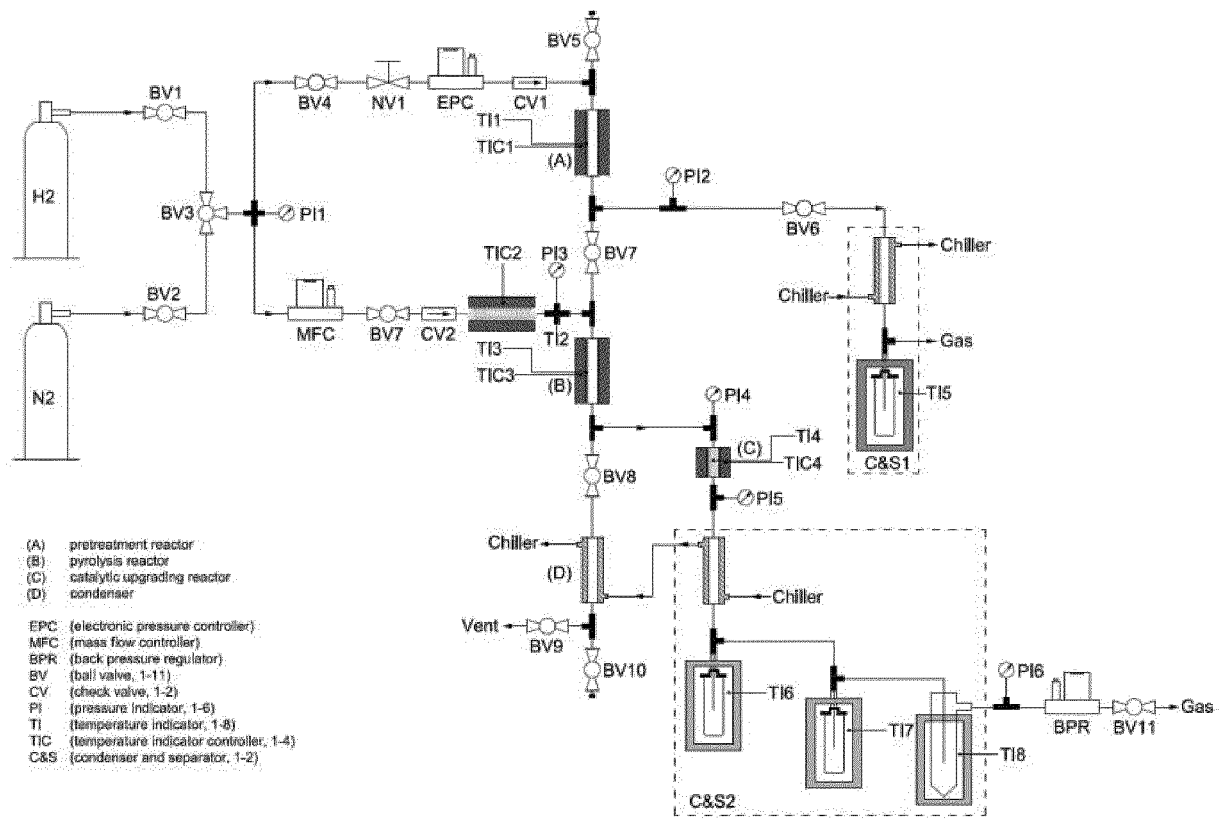 BV5
BV1
BV4
NV1
EPC
CV1
TI1
TIC1
(A)
H2
BV3
PI1
PI2
BV6
Chiller
TIC2
PI3
BV7
BV2
Chiller
MFC
BV7
CV2
TI2
Gas
TI3
TIC3
(B)
N2
PI4
TI5
(C)
TI4
TIC4
C&S1
BV8
PI5
(A) pretreatment reactor
(B) pyrolysis reactor
(C) catalytic upgrading reactor
(D) condenser
Chiller
(D)
Chiller
EPC (electronic pressure controller)
MFC (mass flow controller)
BPR (back pressure regulator)
BV (ball valve, 1-11)
CV (check valve, 1-2)
PI (pressure indicator, 1-6)
TI (temperature indicator, 1-8)
TIC (temperature indicator controller, 1-4)
C&S (condenser and separator, 1-2)
Vent
BV9
BV10
TI6
TI7
PI6
Gas
BPR
BV11
TI8
C&S2